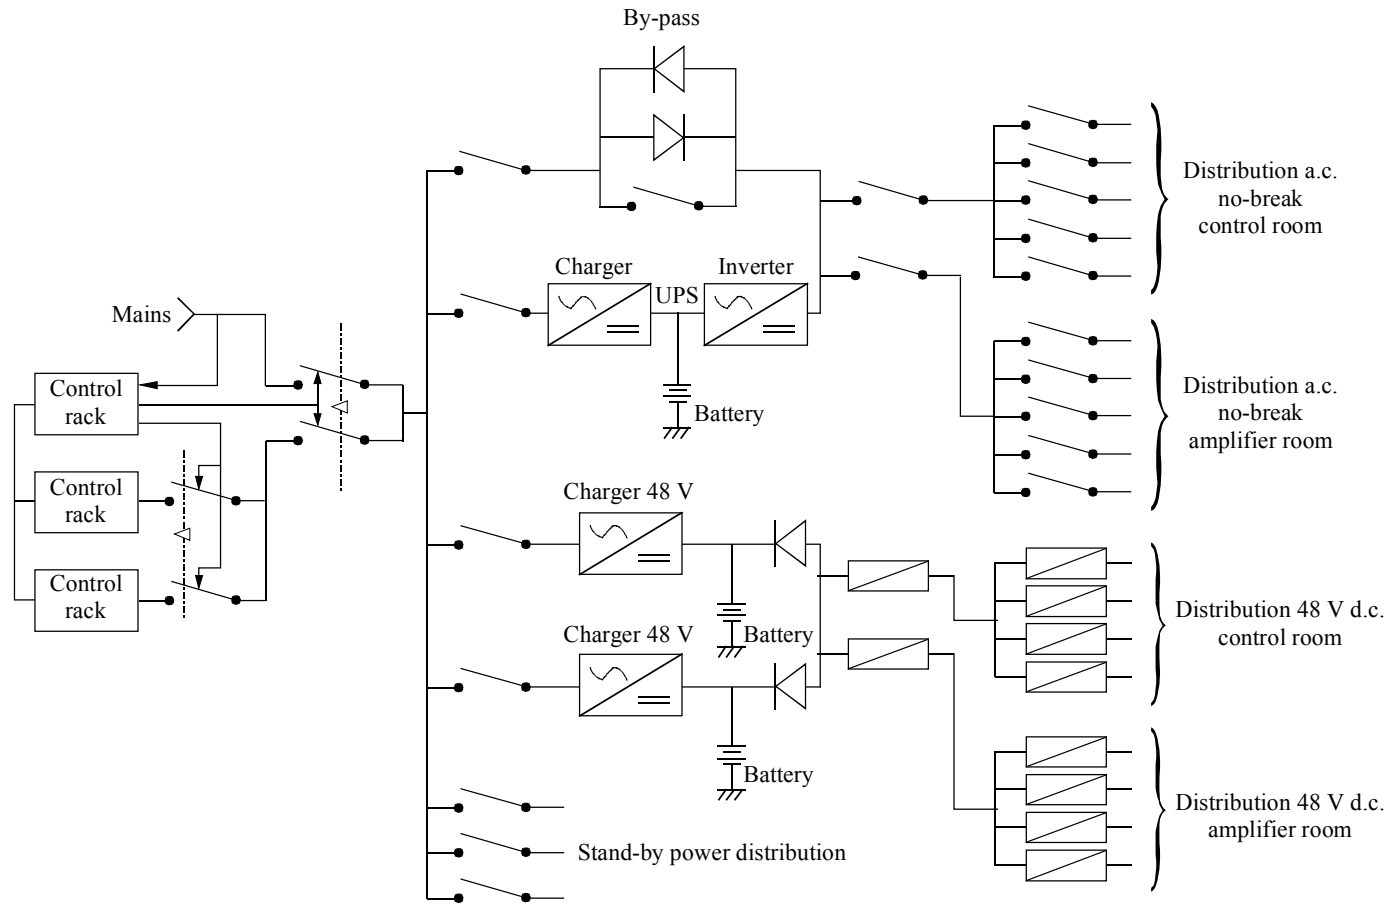 By-pass
Distribution a.c.
no-break
control room
Charger
UPS
Inverter
Battery
Mains
Control
rack
Control
rack
Control
rack
Distribution a.c.
no-break
amplifier room
Charger 48 V
Battery
Distribution 48 V d.c.
control room
Charger 48 V
Battery
Distribution 48 V d.c.
amplifier room
Stand-by power distribution